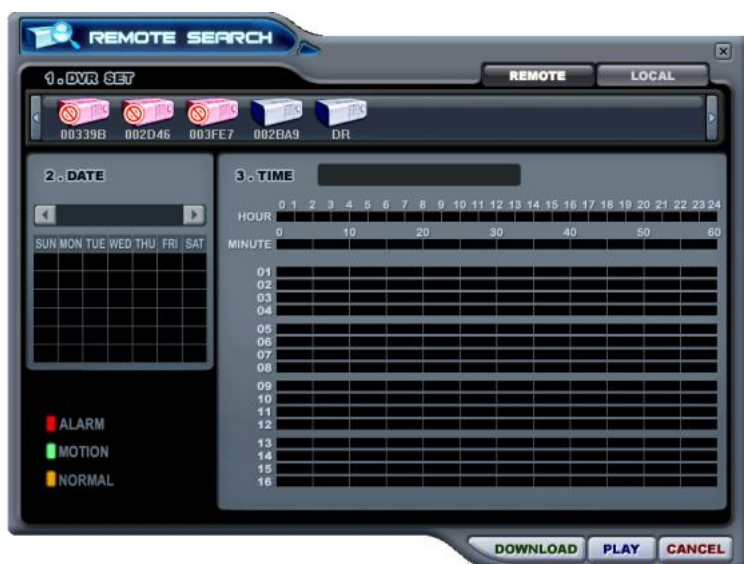 REMOTE SEARCH
1.DVR SET
REMOTE LOCAL
00339B 002D46 003FE7 002BA9 DR
2.DATE
3.TIME
0 1 2 3 4 5 6 7 8 9 10 11 12 13 14 15 16 17 18 19 20 21 22 23 24
HOUR
0 10 20 30 40 50 60
MINUTE
SUN MON TUE WED THU FRI SAT
01
02
03
04
05
06
07
08
09
10
11
12
13
14
15
16
ALARM
MOTION
NORMAL
DOWNLOAD PLAY CANCEL